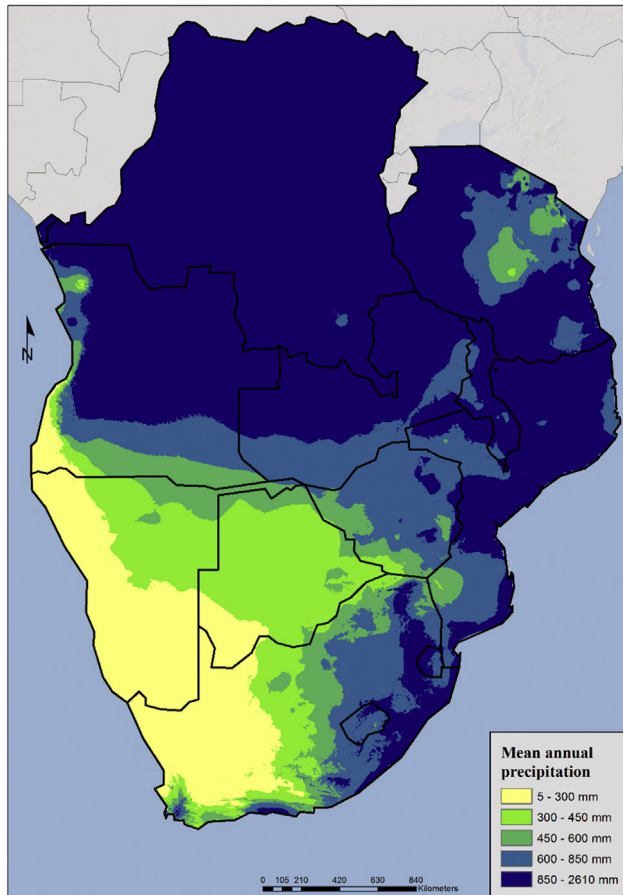 N
Mean annual
precipitation
5 - 300 mm
300 - 450 mm
450 - 600 mm
600 - 850 mm
850 - 2610 mm
0 105 210 420 630 840
Kilometers